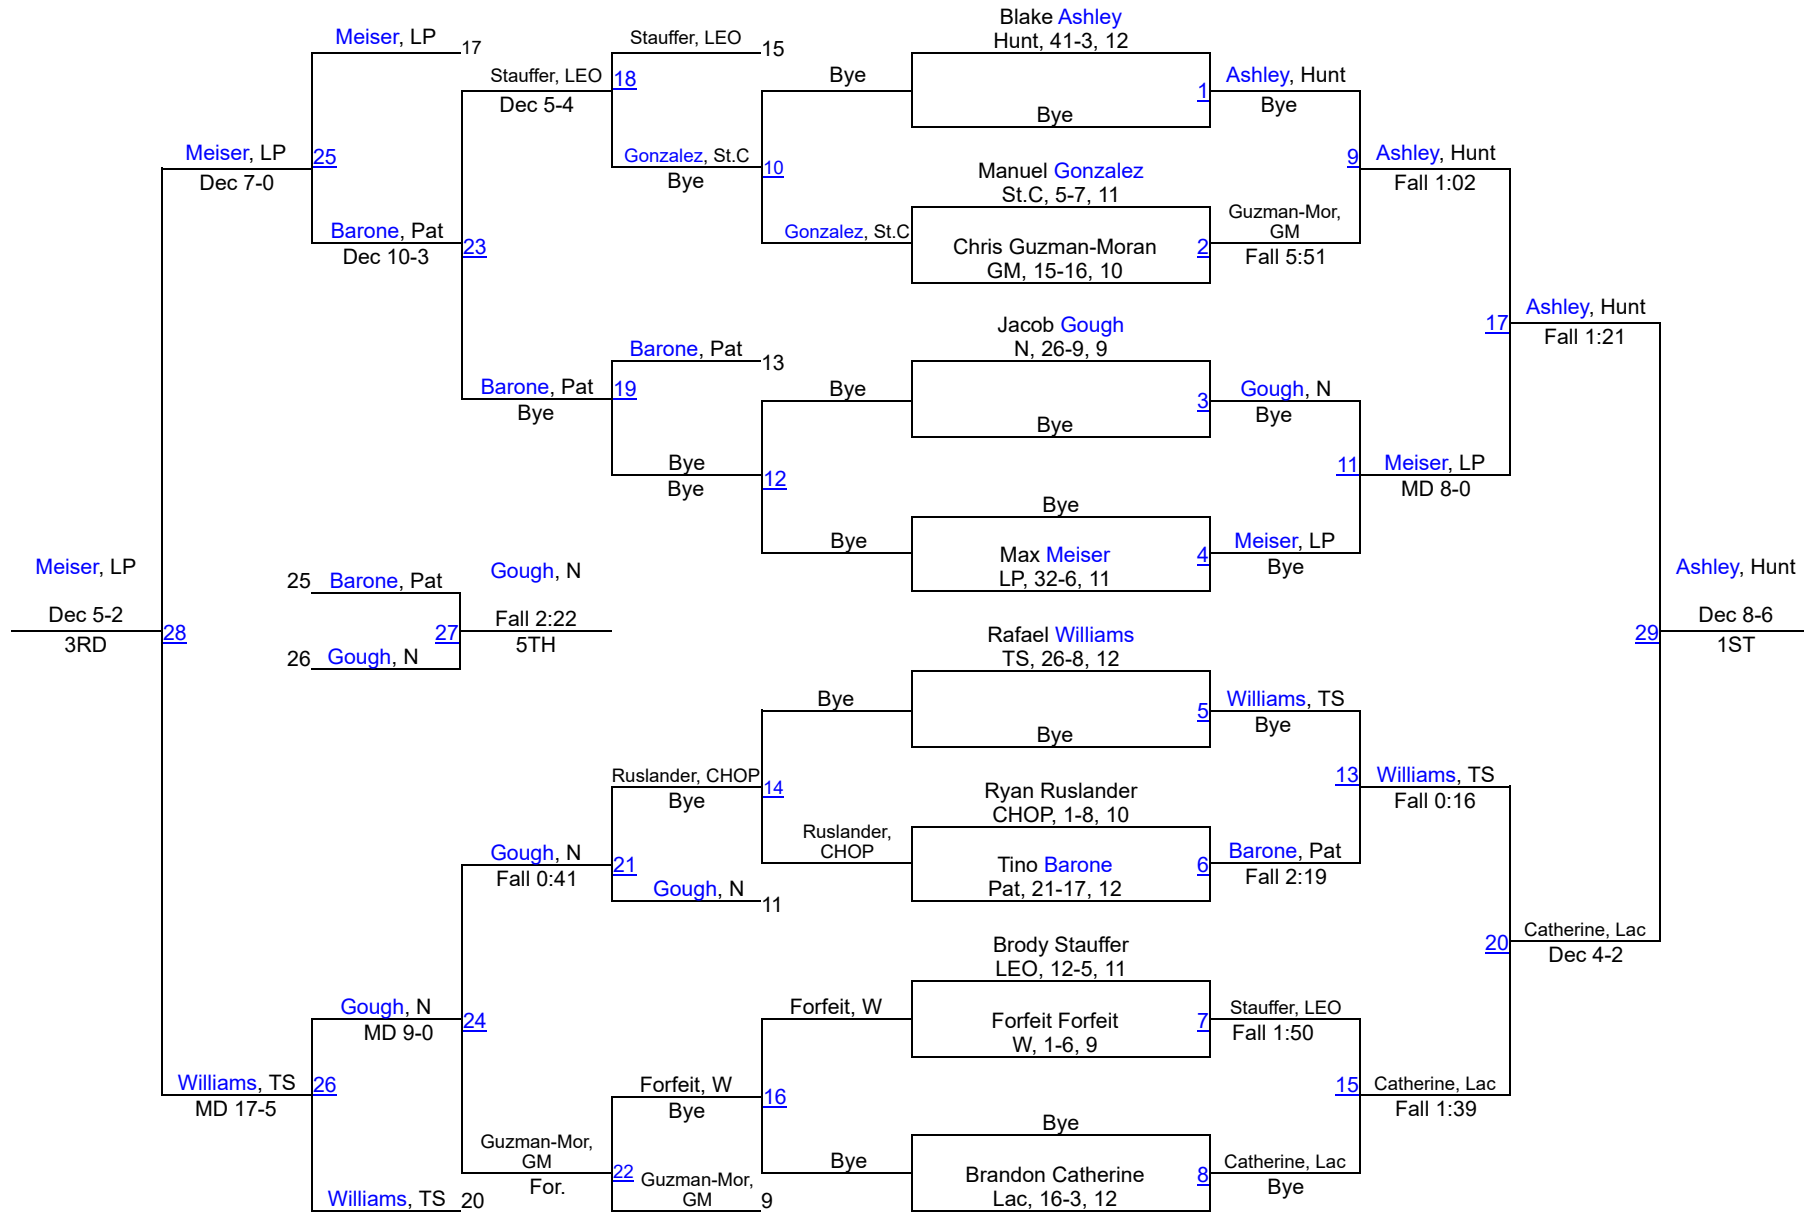 Blake Ashley
Hunt, 41-3, 12
Meiser, LP
17
Stauffer, LEO
15
Stauffer, LEO
18
Bye
Ashley, Hunt
Dec 5-4
1
Bye
Bye
Meiser, LP
25
Gonzalez, St.C
10
9
Ashley, Hunt
Dec 7-0
Bye
Manuel Gonzalez
Fall 1:02
St.C, 5-7, 11
Barone, Pat
23
Gonzalez, St.C
Guzman-Mor,
GM
Dec 10-3
Chris Guzman-Moran
2
Fall 5:51
GM, 15-16, 10
Jacob Gough
17
Ashley, Hunt
N, 26-9, 9
Fall 1:21
Barone, Pat
13
Barone, Pat
19
Bye
3
Gough, N
Bye
Bye
Bye
Bye
12
11
Meiser, LP
Bye
MD 8-0
Bye
Bye
Max Meiser
4
Meiser, LP
LP, 32-6, 11
Bye
Meiser, LP
25
Barone, Pat
Gough, N
Ashley, Hunt
Dec 5-2
28
27
Fall 2:22
29
Dec 8-6
3RD
26
Gough, N
5TH
1ST
Rafael Williams
TS, 26-8, 12
Bye
5
Williams, TS
Bye
Bye
Ruslander, CHOP
14
13
Williams, TS
Bye
Ryan Ruslander
Fall 0:16
CHOP, 1-8, 10
Ruslander,
CHOP
Gough, N
21
Tino Barone
6
Barone, Pat
Fall 0:41
Pat, 21-17, 12
Fall 2:19
Gough, N
11
Brody Stauffer
20
Catherine, Lac
LEO, 12-5, 11
Dec 4-2
Gough, N
24
Forfeit, W
Forfeit Forfeit
7
Stauffer, LEO
MD 9-0
W, 1-6, 9
Fall 1:50
Williams, TS
26
Forfeit, W
16
15
Catherine, Lac
MD 17-5
Bye
Fall 1:39
Bye
Guzman-Mor,
GM
22
Bye
Brandon Catherine
8
Catherine, Lac
For.
Lac, 16-3, 12
Bye
Williams, TS
20
Guzman-Mor,
GM
9